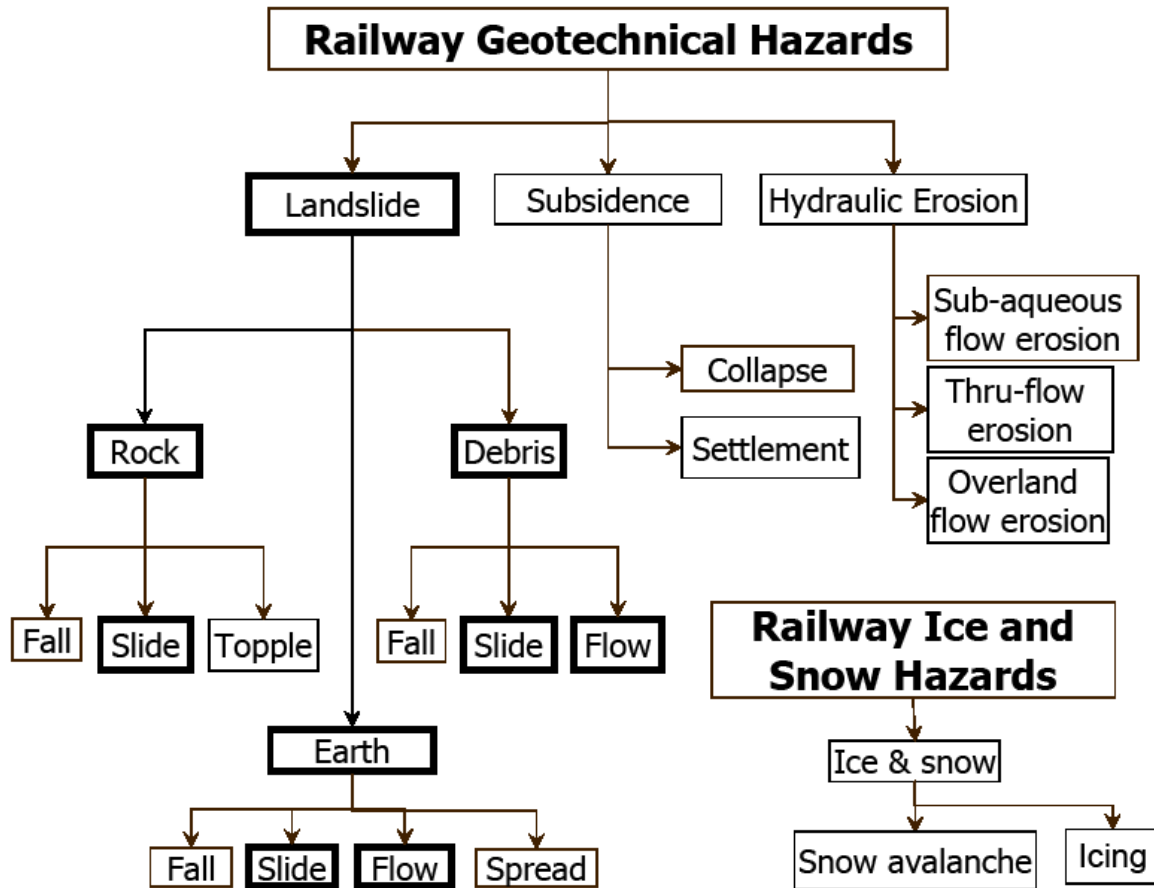 Railway Geotechnical Hazards
Landslide
Subsidence
Hydraulic Erosion
Sub-aqueous
flow erosion
Collapse
Thru-flow
erosion
Rock
Debris
Settlement
Overland
flow erosion
Fall
Slide
Topple
Fall
Slide
Flow
Railway Ice and
Snow Hazards
Earth
Ice & snow
Fall
Slide
Flow
Spread
Snow avalanche
Icing